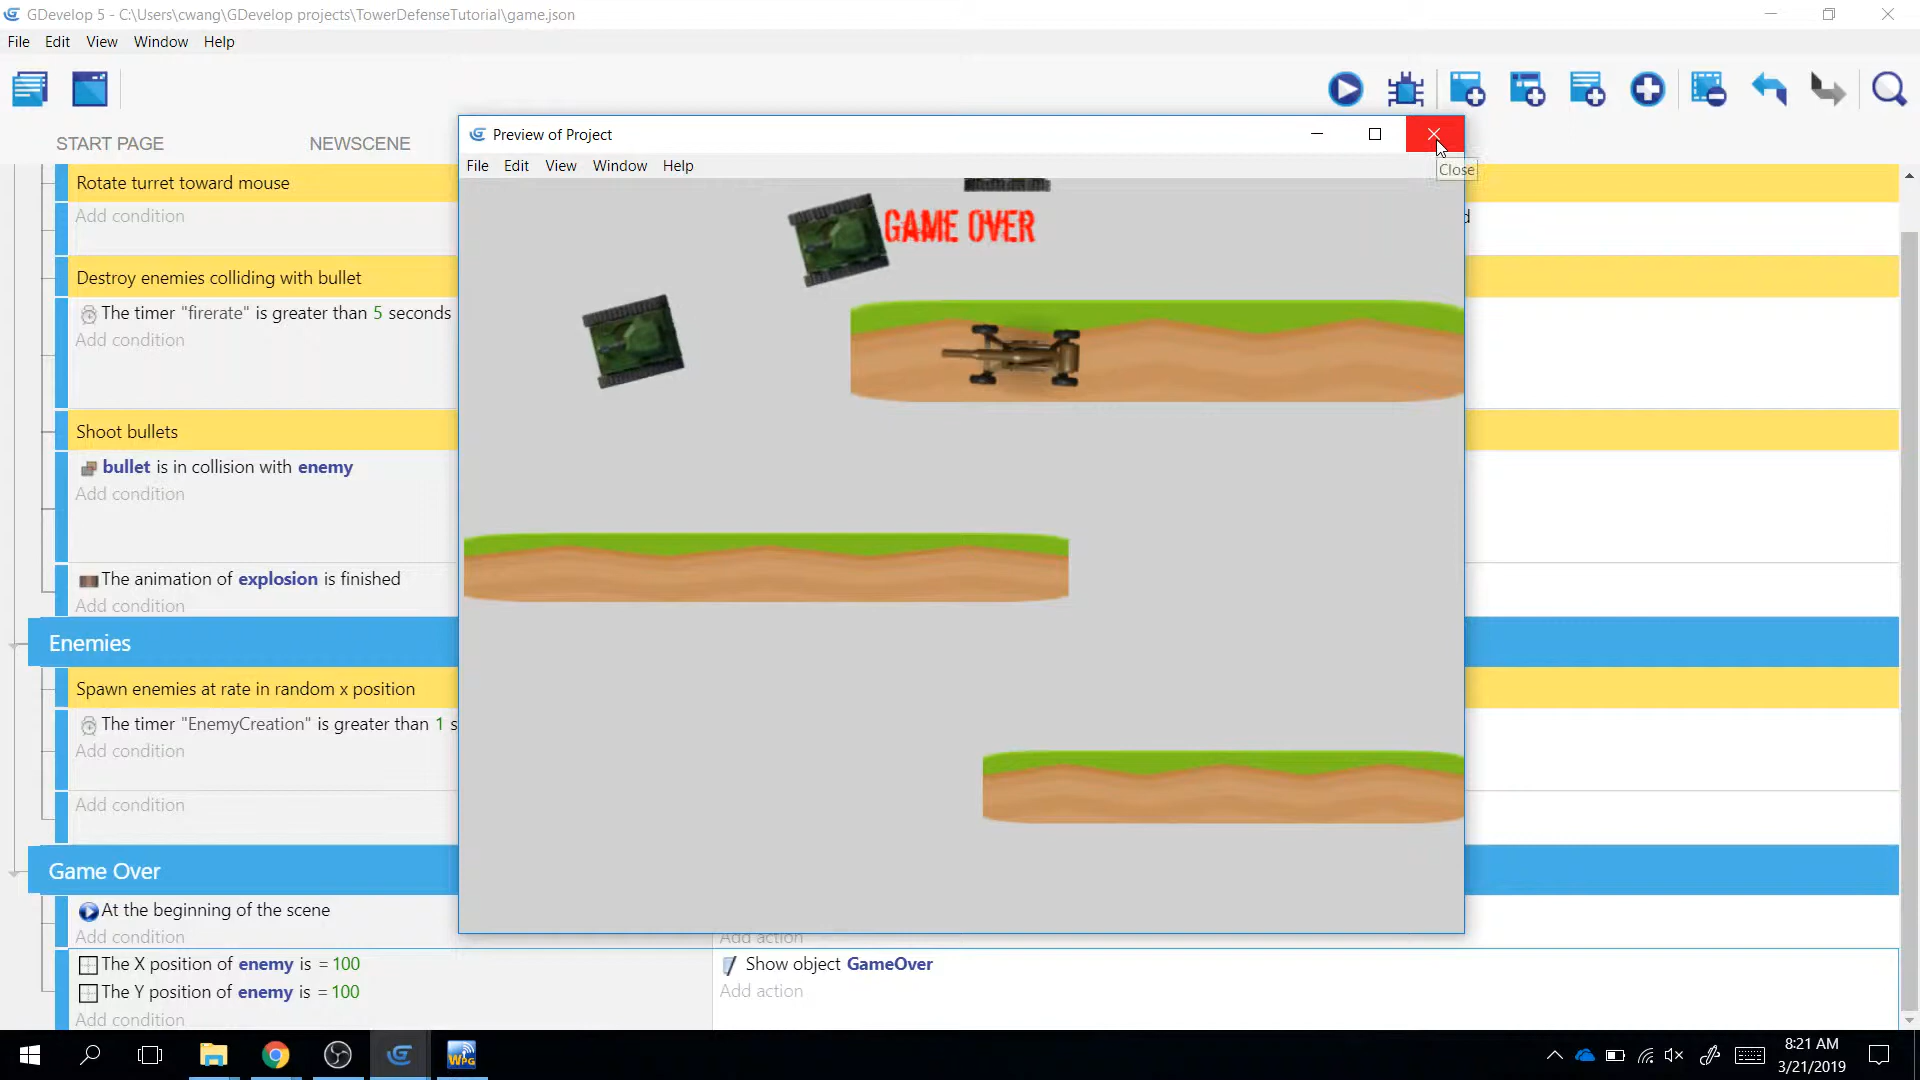 GDevelop 5 - C:\Users\cwang\GDevelop projects\TowerDefenseTutorial\game.json
File Edit View Window Help
START PAGE NEWSCENE
Preview of Project
File Edit View Window Help
Close
GAME OVER
Rotate turret toward mouse
Add condition
d
Destroy enemies colliding with bullet
The timer "firerate" is greater than 5 seconds
Add condition
Shoot bullets
bullet is in collision with enemy
Add condition
The animation of explosion is finished
Add condition
Enemies
Spawn enemies at rate in random x position
The timer "EnemyCreation" is greater than 1 s
Add condition
Add condition
Game Over
At the beginning of the scene
Add condition Add action
The X position of enemy is = 100 Show object GameOver
The Y position of enemy is = 100 Add action
Add condition
WPG
8:21 AM
3/21/2019